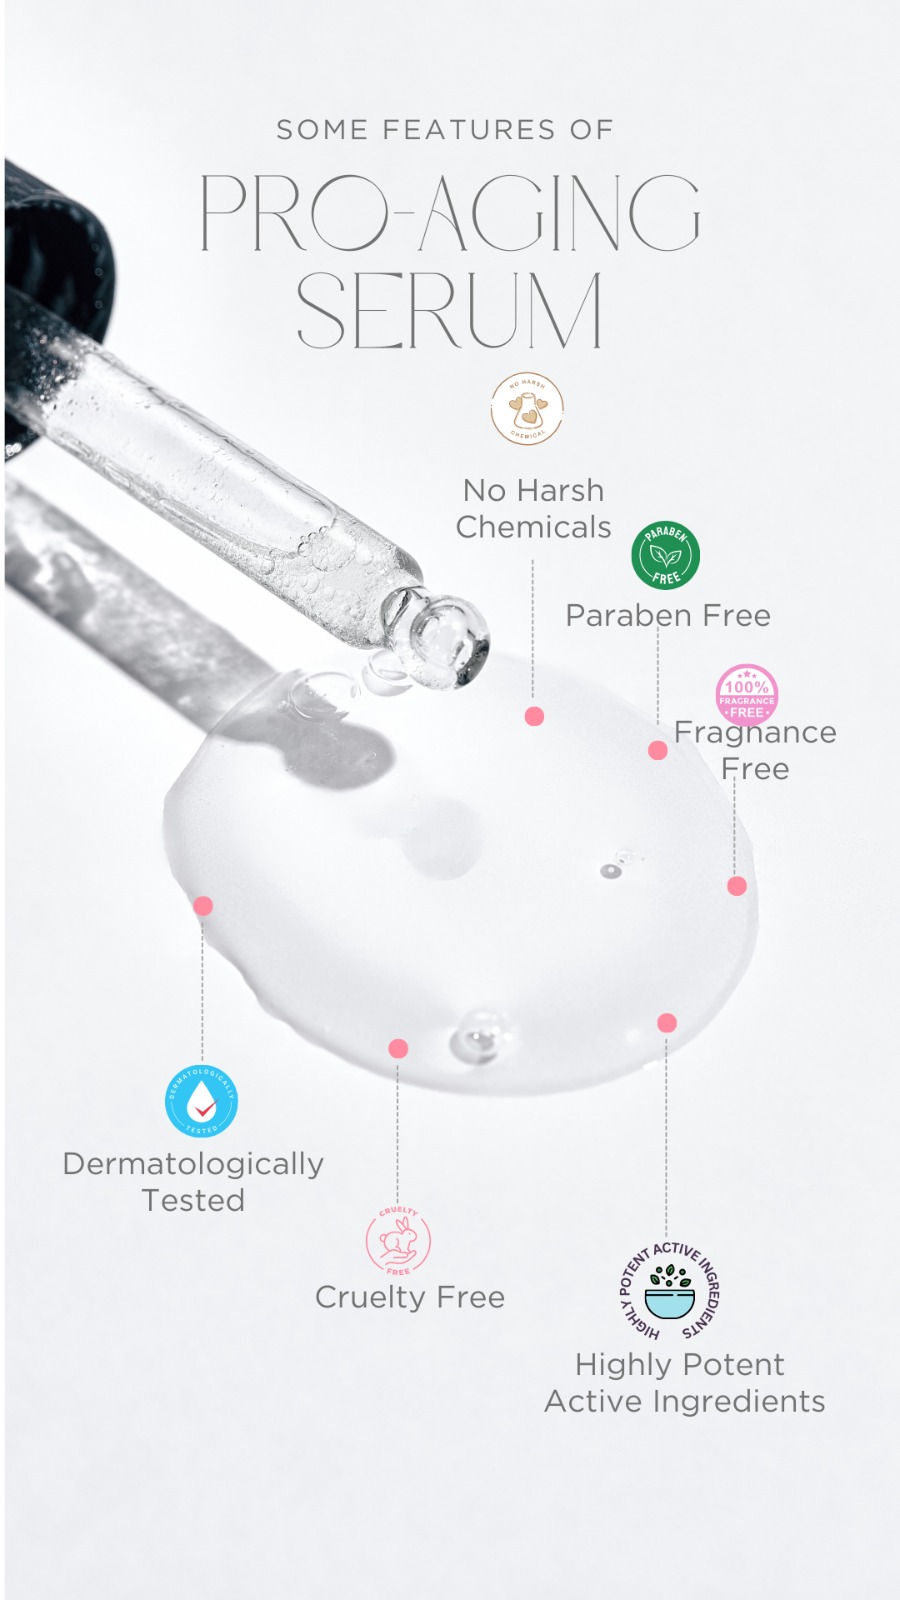 SOME FEATURES OF
PRO-AGING
SERUM
NO HARSH
CHEMICAL
No Harsh
Chemicals
PARABEN
FREE
Paraben Free
100%
FRAGRANCE
FREE
Fragnance
Free
DERMATOLOGICALLY
TESTED
Dermatologically
Tested
CRUELTY
FREE
Cruelty Free
HIGHLY POTENT ACTIVE INGREDIENTS
Highly Potent
Active Ingredients